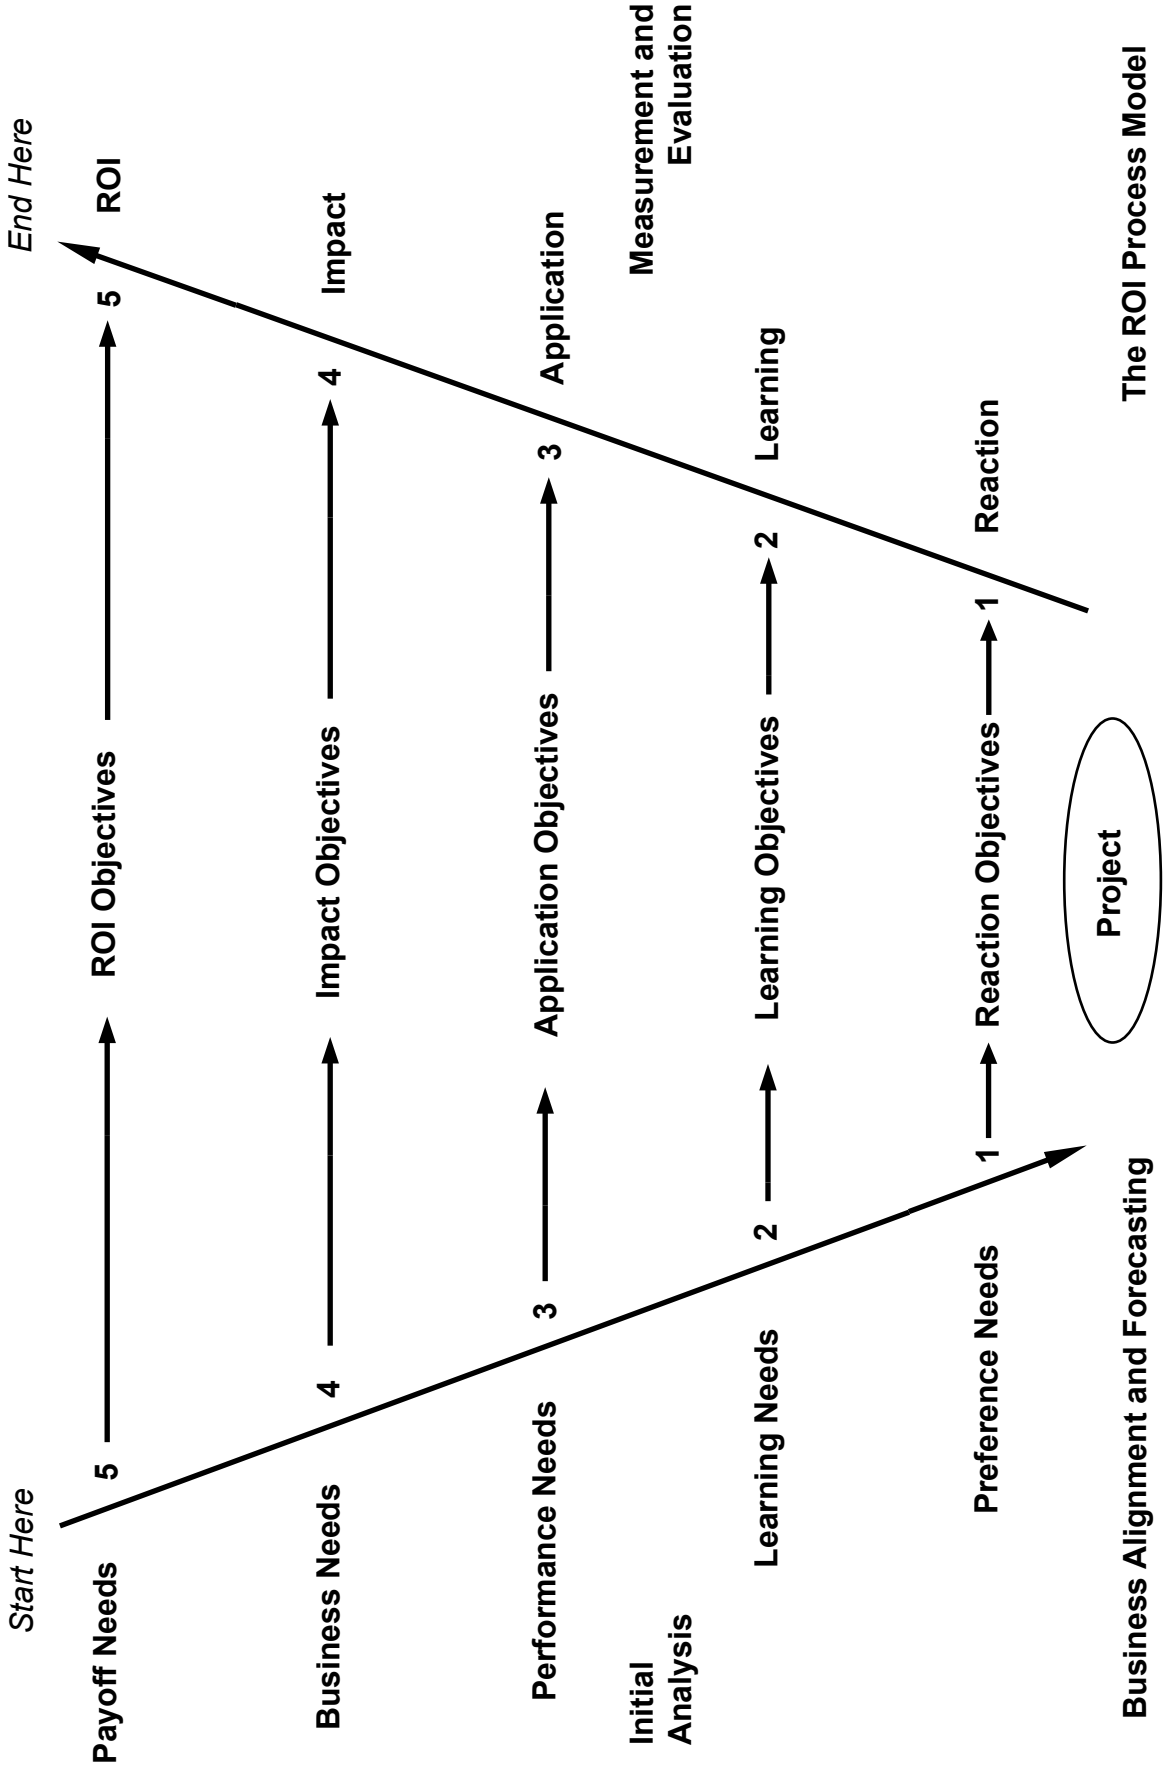 Start Here
End Here
Payoff Needs
5
ROI Objectives
5
ROI
Business Needs
4
Impact Objectives
4
Impact
Performance Needs
3
Application Objectives
3
Application
Initial
Analysis
Measurement and
Evaluation
Learning Needs
2
Learning Objectives
2
Learning
Preference Needs
1
Reaction Objectives
1
Reaction
Project
Business Alignment and Forecasting
The ROI Process Model